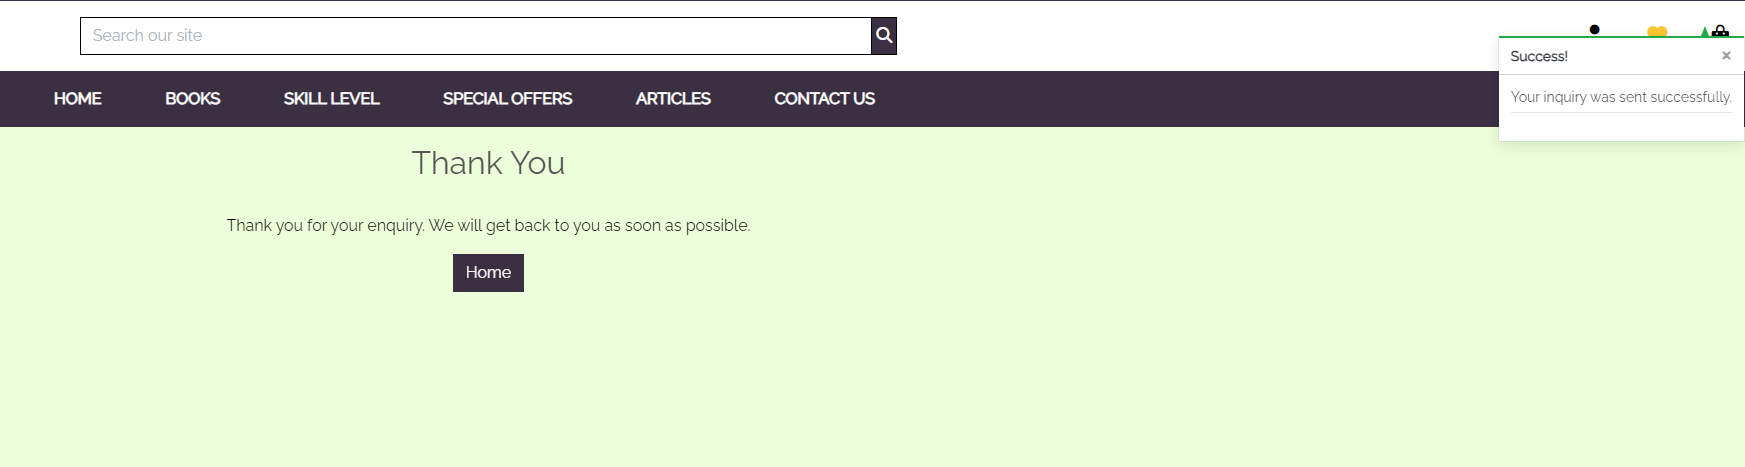 Search our site
Success!
×
HOME BOOKS SKILL LEVEL SPECIAL OFFERS ARTICLES CONTACT US
Your inquiry was sent successfully.
Thank You
Thank you for your enquiry. We will get back to you as soon as possible.
Home